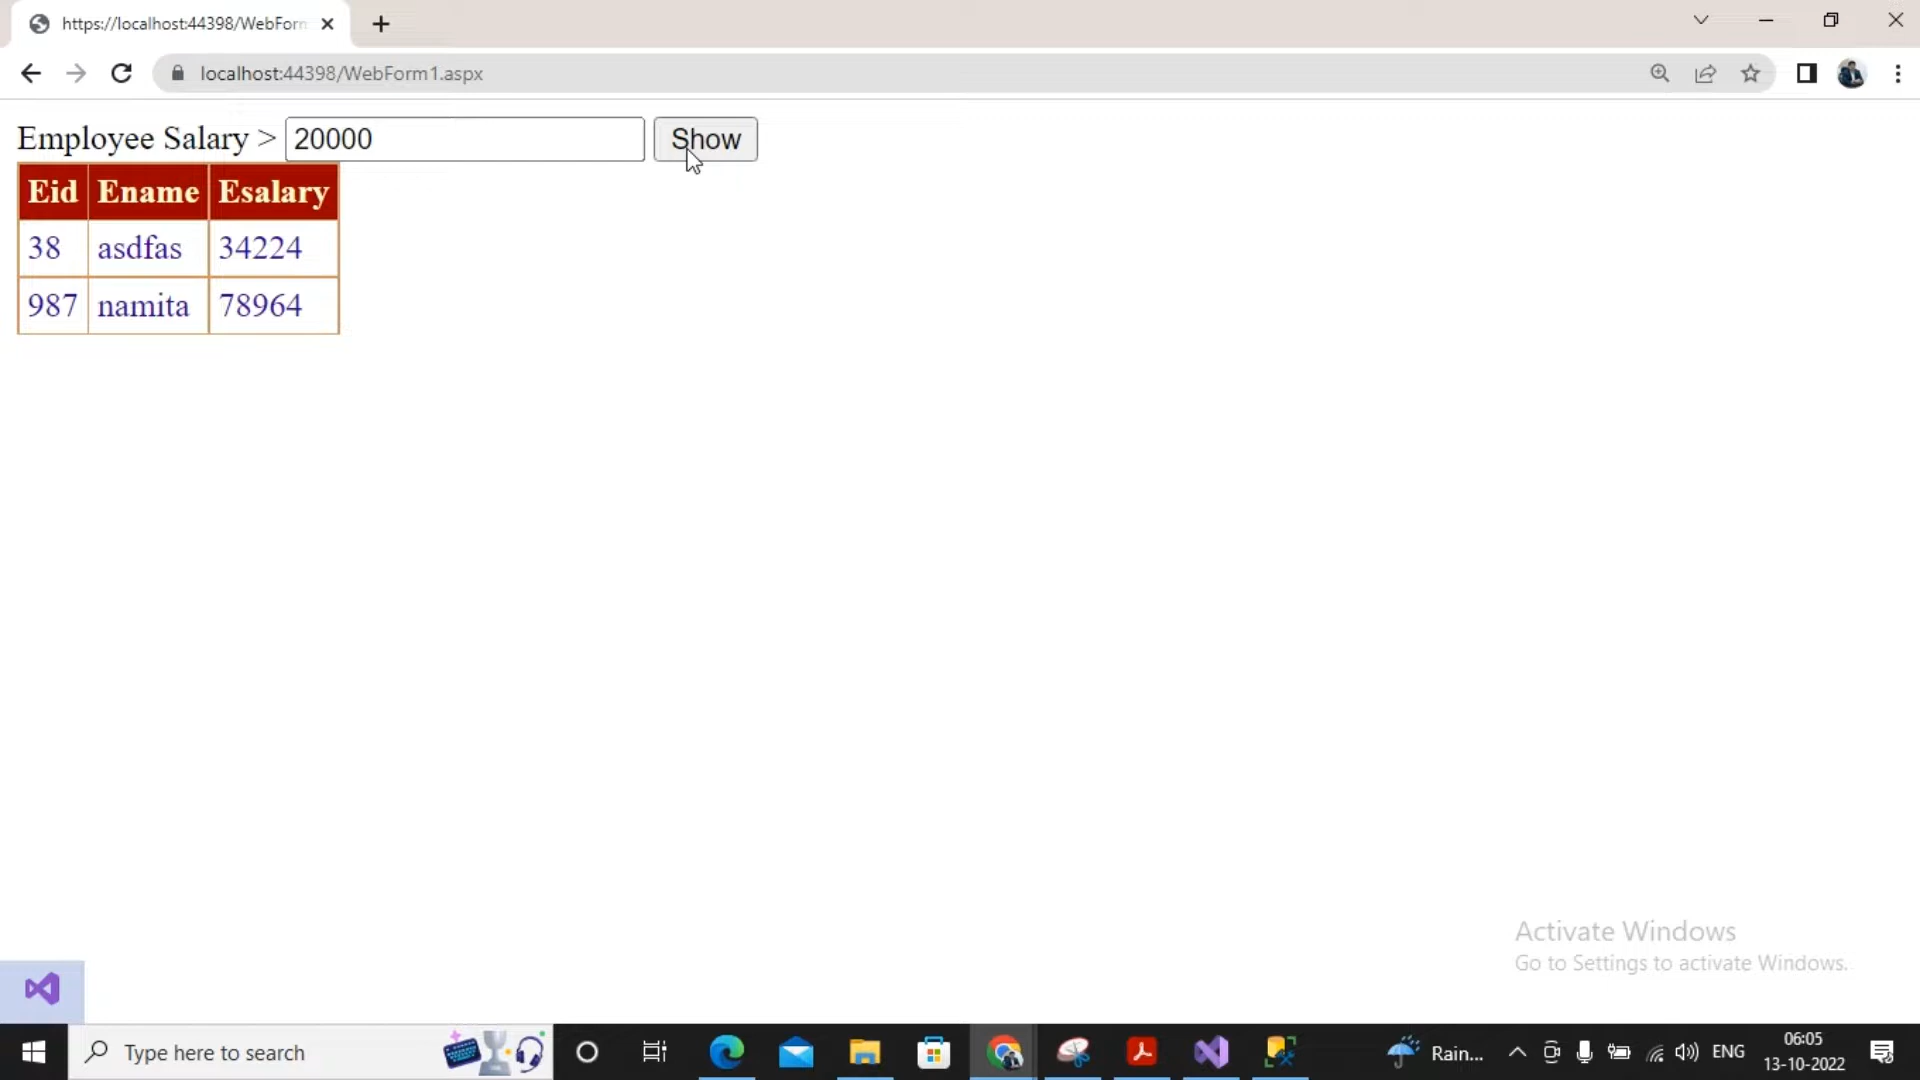 https://localhost:44398/WebForm
localhost:44398/WebForm1.aspx
Employee Salary > 20000 Show
Eid Ename Esalary
38 asdfas 34224
987 namita 78964
Activate Windows
Go to Settings to activate Windows.
Type here to search
Rain...
ENG
06:05
13-10-2022